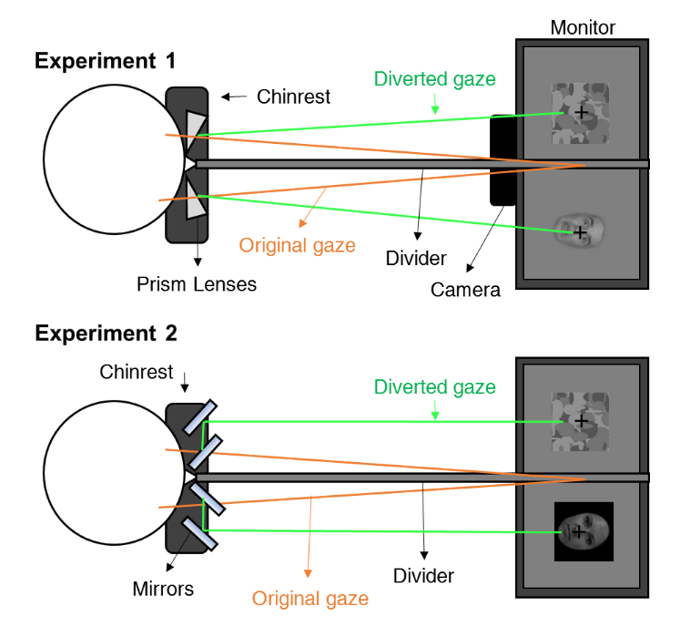 Monitor
Experiment 1
Diverted gaze
Chinrest
Original gaze
Divider
Prism Lenses
Camera
Experiment 2
Chinrest
Diverted gaze
Divider
Mirrors
Original gaze